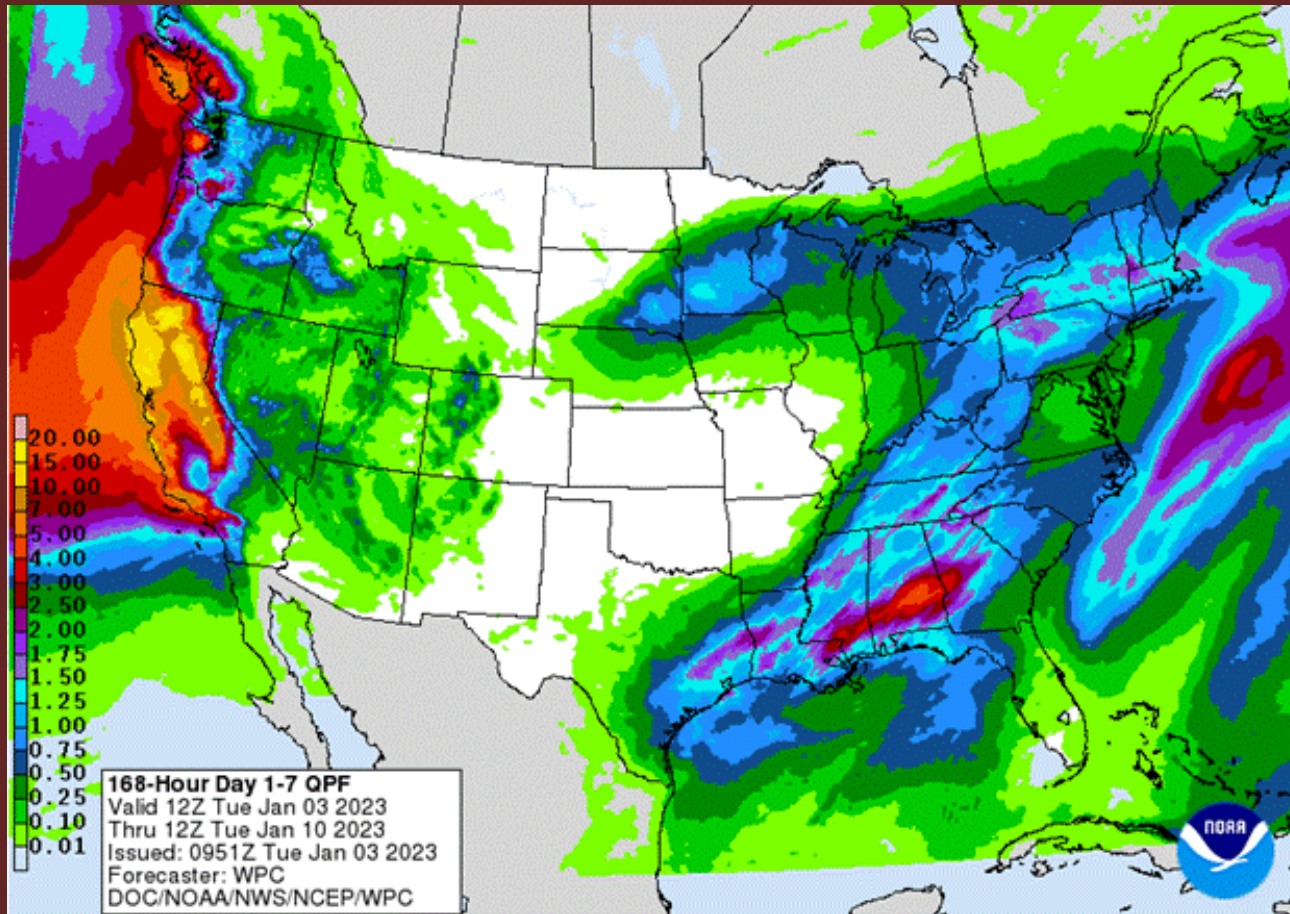 20.00
15.00
10.00
7.00
5.00
4.00
3.00
2.50
2.00
1.75
1.50
1.25
1.00
0.75
0.50
0.25
0.10
0.01
168-Hour Day 1-7 QPF
Valid 12Z Tue Jan 03 2023
Thru 12Z Tue Jan 10 2023
Issued: 0951Z Tue Jan 03 2023
Forecaster: WPC
DOC/NOAA/NWS/NCEP/WPC
NOAA